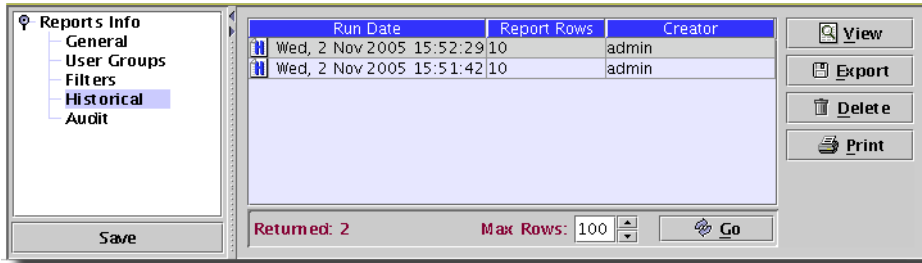 Reports Info
General
User Groups
Filters
Historical
Audit
Save
Run Date Report Rows Creator
H Wed, 2 Nov 2005 15:52:29 10 admin
H Wed, 2 Nov 2005 15:51:42 10 admin
Returned: 2 Max Rows: 100 Go
View
Export
Delete
Print